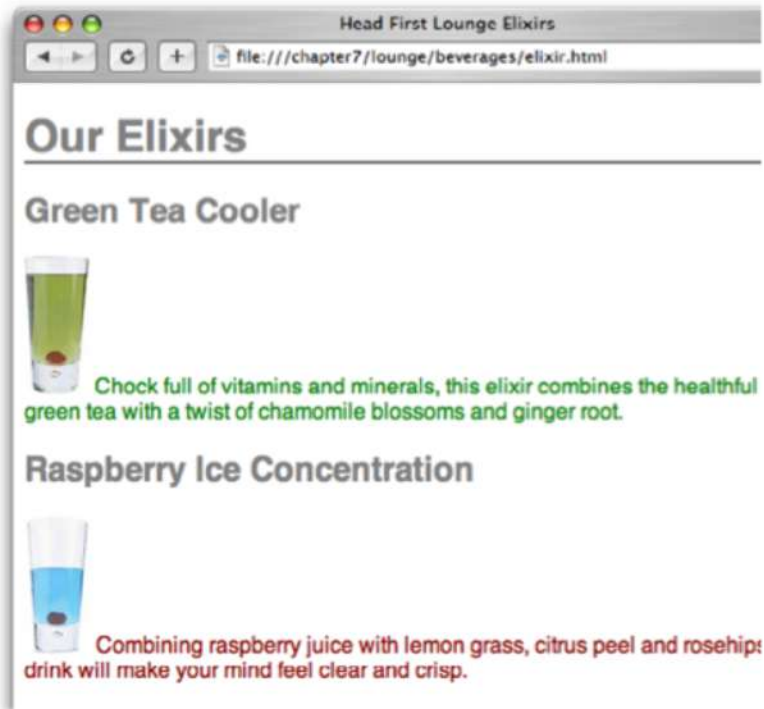 Head First Lounge Elixirs
file:///chapter7/lounge/beverages/elixir.html
Our Elixirs
Green Tea Cooler
Chock full of vitamins and minerals, this elixir combines the healthful
green tea with a twist of chamomile blossoms and ginger root.
Raspberry Ice Concentration
Combining raspberry juice with lemon grass, citrus peel and rosehips
drink will make your mind feel clear and crisp.